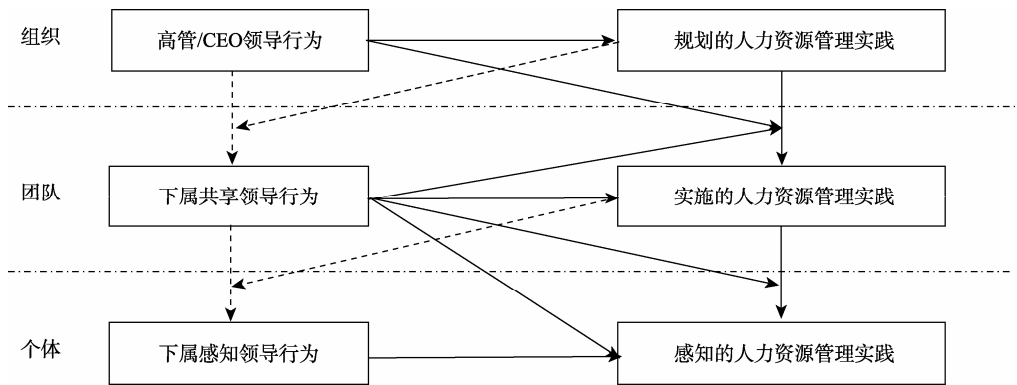 组织
高管/CEO领导行为
规划的人力资源管理实践
团队
下属共享领导行为
实施的人力资源管理实践
个体
下属感知领导行为
感知的人力资源管理实践